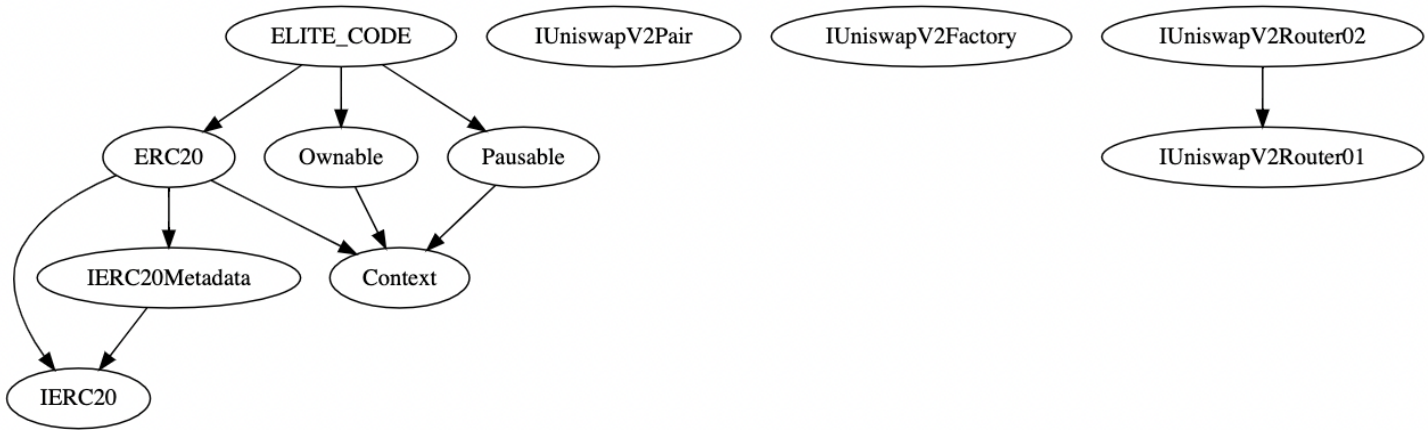 ELITE_CODE
IUniswapV2Pair
IUniswapV2Factory
IUniswapV2Router02
ERC20
Ownable
Pausable
IUniswapV2Router01
IERC20Metadata
Context
IERC20